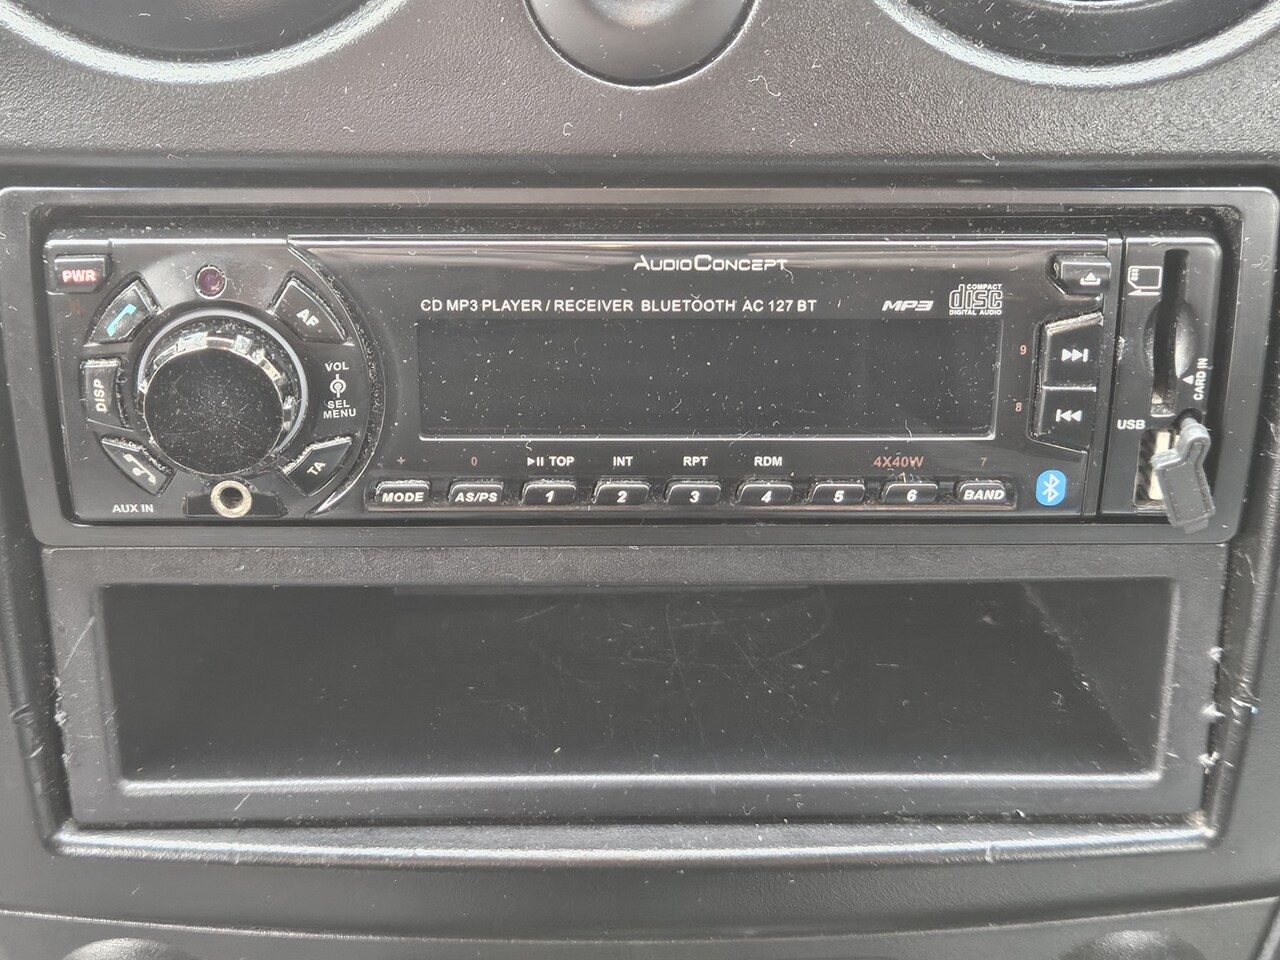 AUDIOCONCEPT
PWR
CD MP3 PLAYER / RECEIVER BLUETOOTH AC 127 BT
MP3
COMPACT
disc
DIGITAL AUDIO
AF
DISP
VOL
SEL
MENU
TA
AUX IN
9
8
+
0
TOP
INT
RPT
RDM
4X40W
7
MODE
AS/PS
1
2
3
4
5
6
BAND
CARD IN
USB